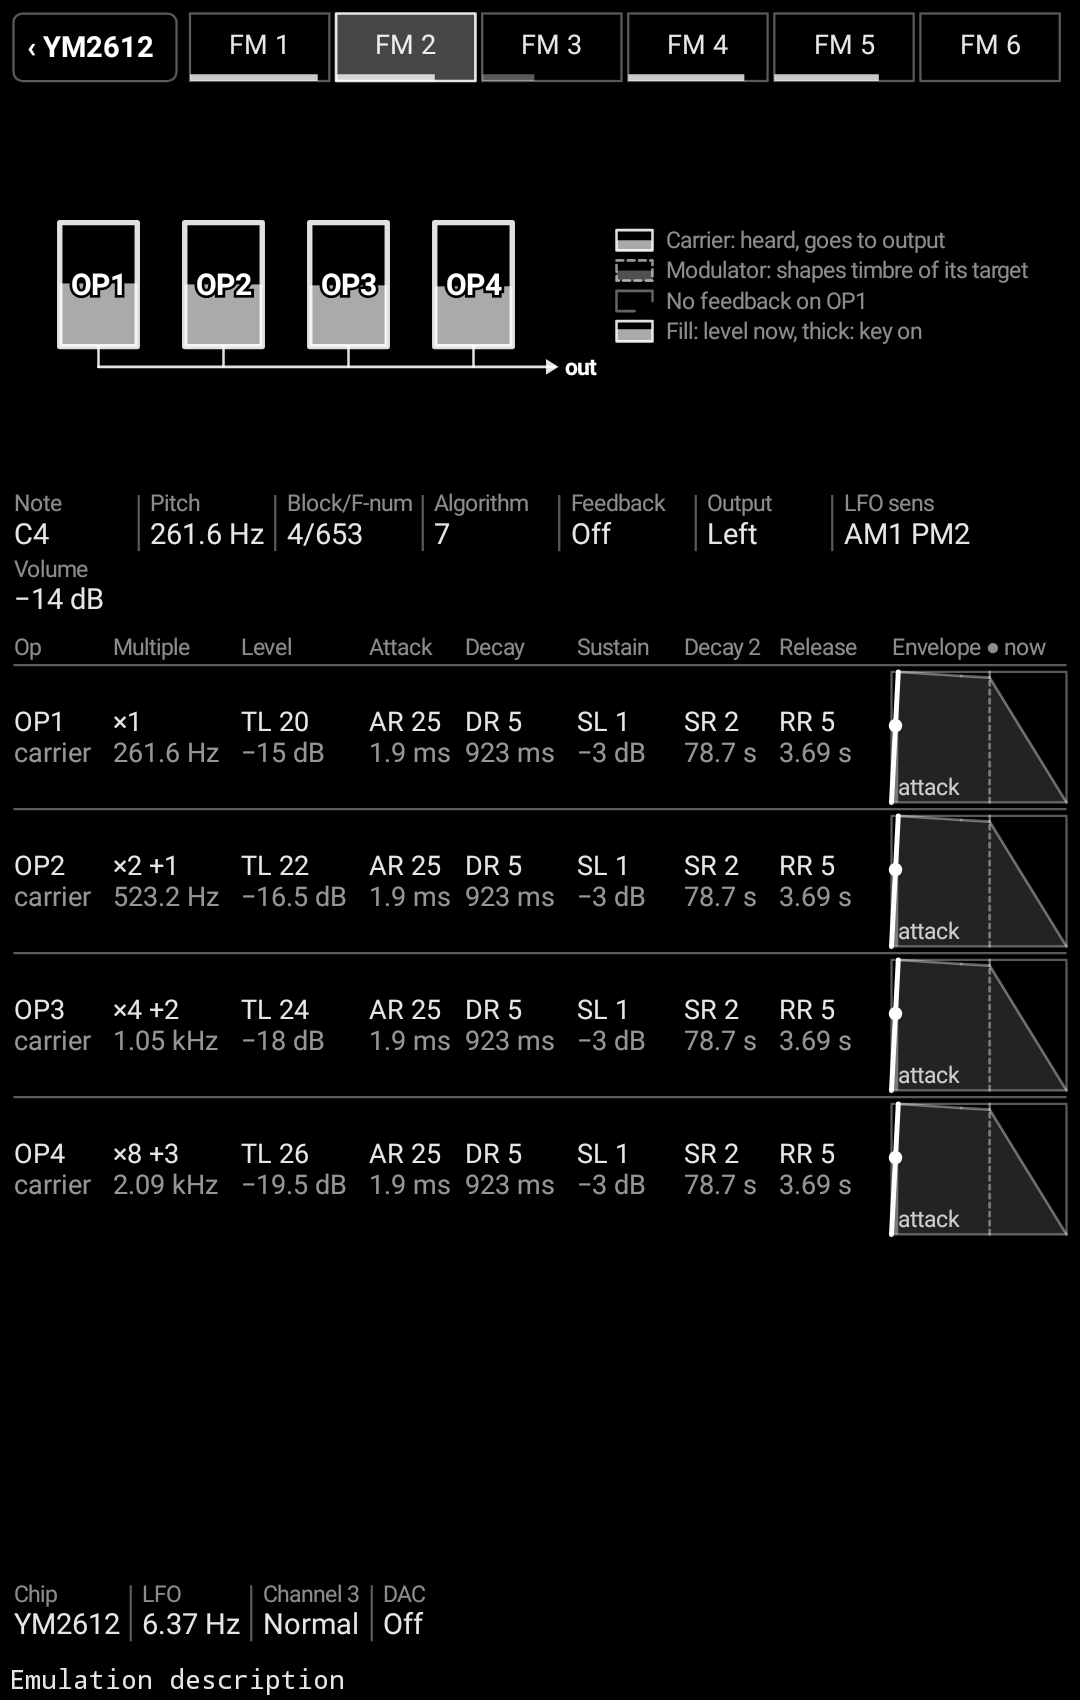 ‹ YM2612 FM 1 FM 2 FM 3 FM 4 FM 5 FM 6
OP1 OP2 OP3 OP4
out
Carrier: heard, goes to output
Modulator: shapes timbre of its target
No feedback on OP1
Fill: level now, thick: key on
Note Pitch Block/F-num Algorithm Feedback Output LFO sens
C4 261.6 Hz 4/653 7 Off Left AM1 PM2
Volume
−14 dB
Op Multiple Level Attack Decay Sustain Decay 2 Release Envelope ● now
OP1 ×1 TL 20 AR 25 DR 5 SL 1 SR 2 RR 5
carrier 261.6 Hz −15 dB 1.9 ms 923 ms −3 dB 78.7 s 3.69 s
attack
OP2 ×2 +1 TL 22 AR 25 DR 5 SL 1 SR 2 RR 5
carrier 523.2 Hz −16.5 dB 1.9 ms 923 ms −3 dB 78.7 s 3.69 s
attack
OP3 ×4 +2 TL 24 AR 25 DR 5 SL 1 SR 2 RR 5
carrier 1.05 kHz −18 dB 1.9 ms 923 ms −3 dB 78.7 s 3.69 s
attack
OP4 ×8 +3 TL 26 AR 25 DR 5 SL 1 SR 2 RR 5
carrier 2.09 kHz −19.5 dB 1.9 ms 923 ms −3 dB 78.7 s 3.69 s
attack
Chip LFO Channel 3 DAC
YM2612 6.37 Hz Normal Off
Emulation description